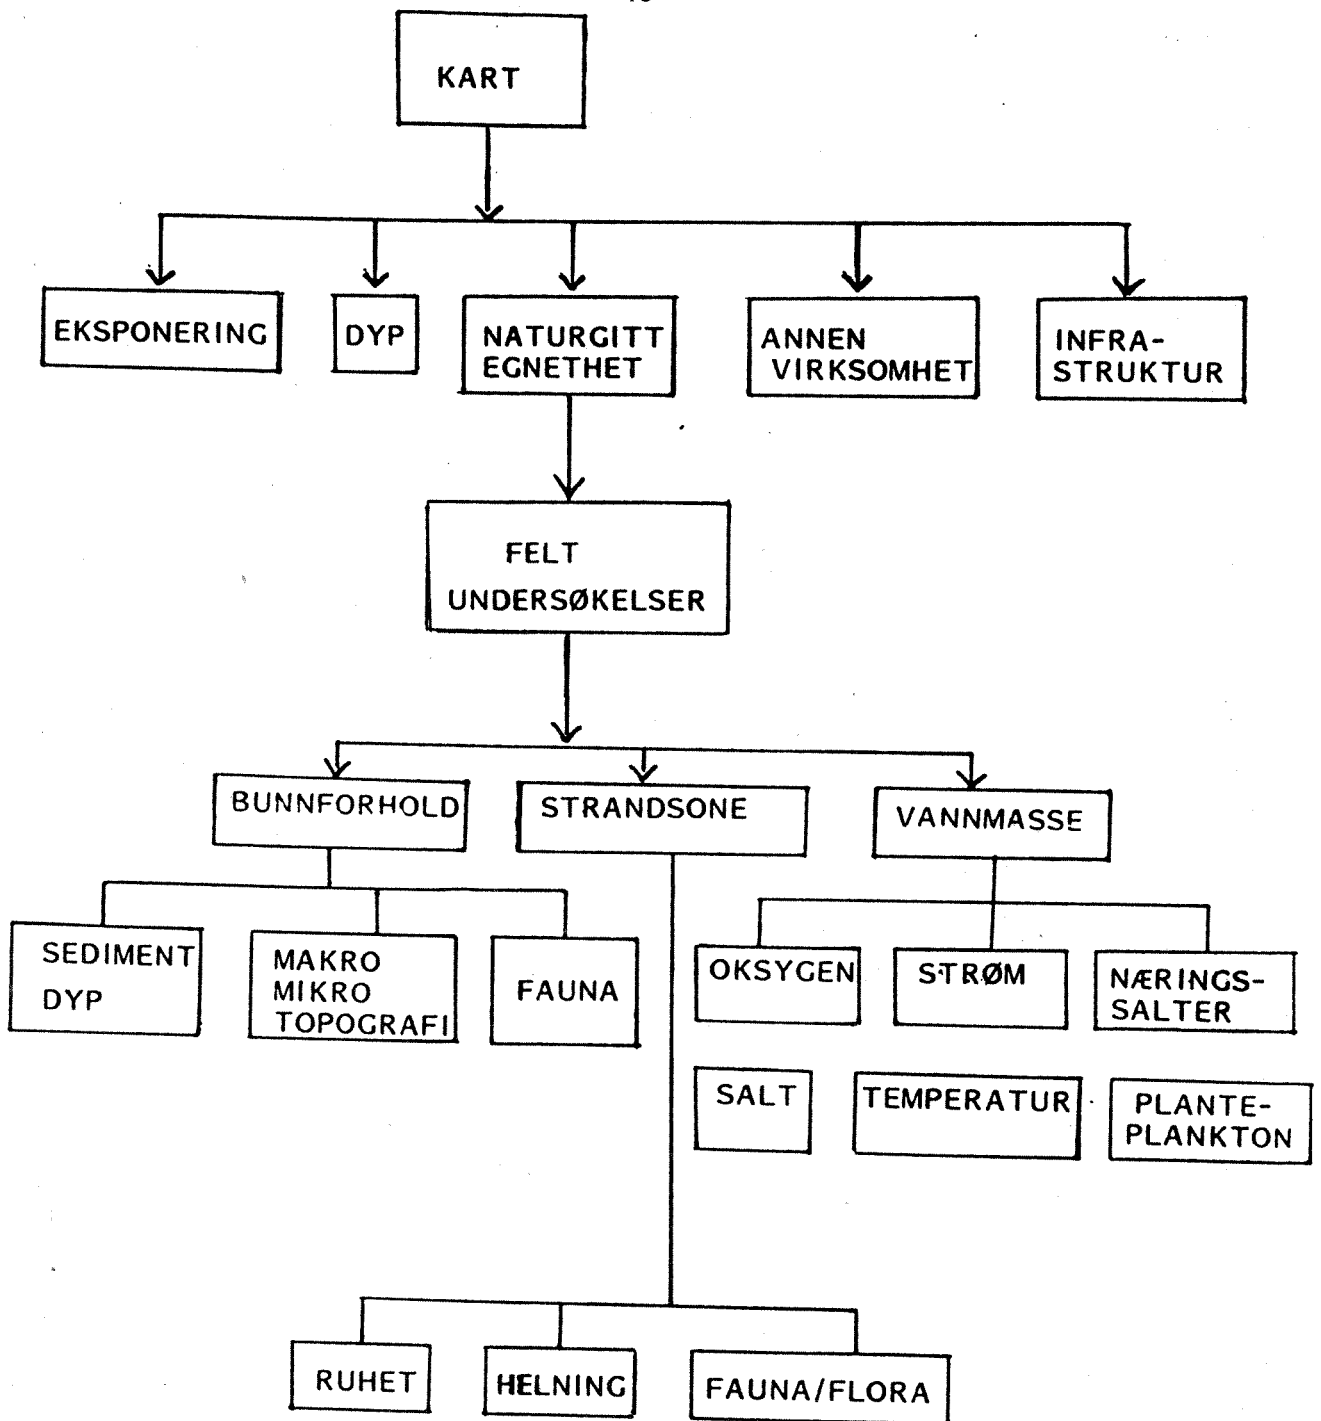 KART
EKSPONERING
DYP
NATURGITT
EGNETHET
ANNEN
VIRKSOMHET
INFRA-
STRUKTUR
FELT
UNDERSØKELSER
BUNNFORHOLD
STRANDSONE
VANNMASSE
SEDIMENT
DYP
MAKRO
MIKRO
TOPOGRAFI
FAUNA
OKSYGEN
STRØM
NÆRINGS-
SALTER
SALT
TEMPERATUR
PLANTE-
PLANKTON
RUHET
HELNING
FAUNA/FLORA